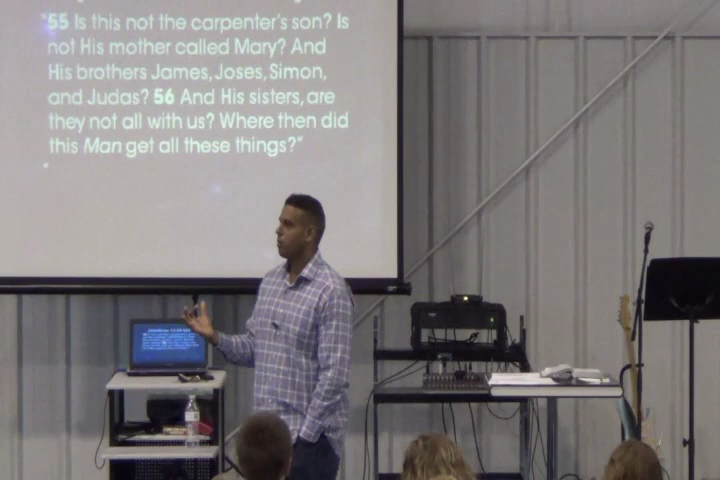 "55 Is this not the carpenter's son? Is
not His mother called Mary? And
His brothers James, Joses, Simon,
and Judas? 56 And His sisters, are
they not all with us? Where then did
this Man get all these things?"